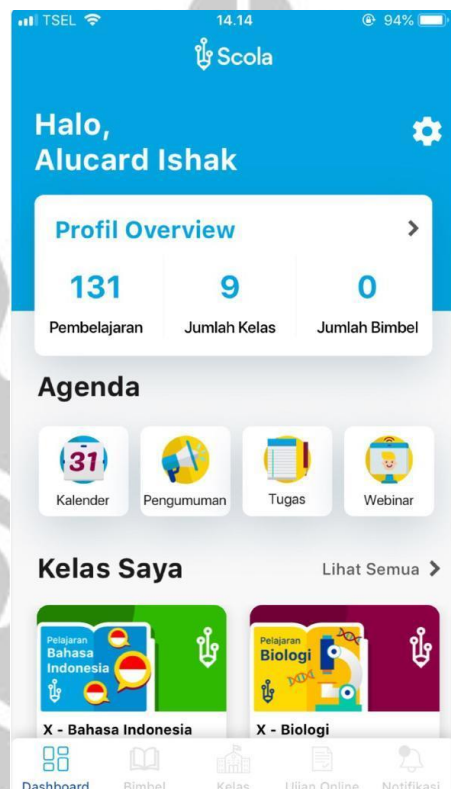 TSEL 14.14 94%
Scola
Halo,
Alucard Ishak
Profil Overview
131 9 0
Pembelajaran Jumlah Kelas Jumlah Bimbel
Agenda
31
Kalender Pengumuman Tugas Webinar
Kelas Saya Lihat Semua
Pelajaran
Bahasa
Indonesia
Pelajaran
Biologi
X - Bahasa Indonesia X - Biologi
Dashboard Bimbel Kelas Ujian Online Notifikasi